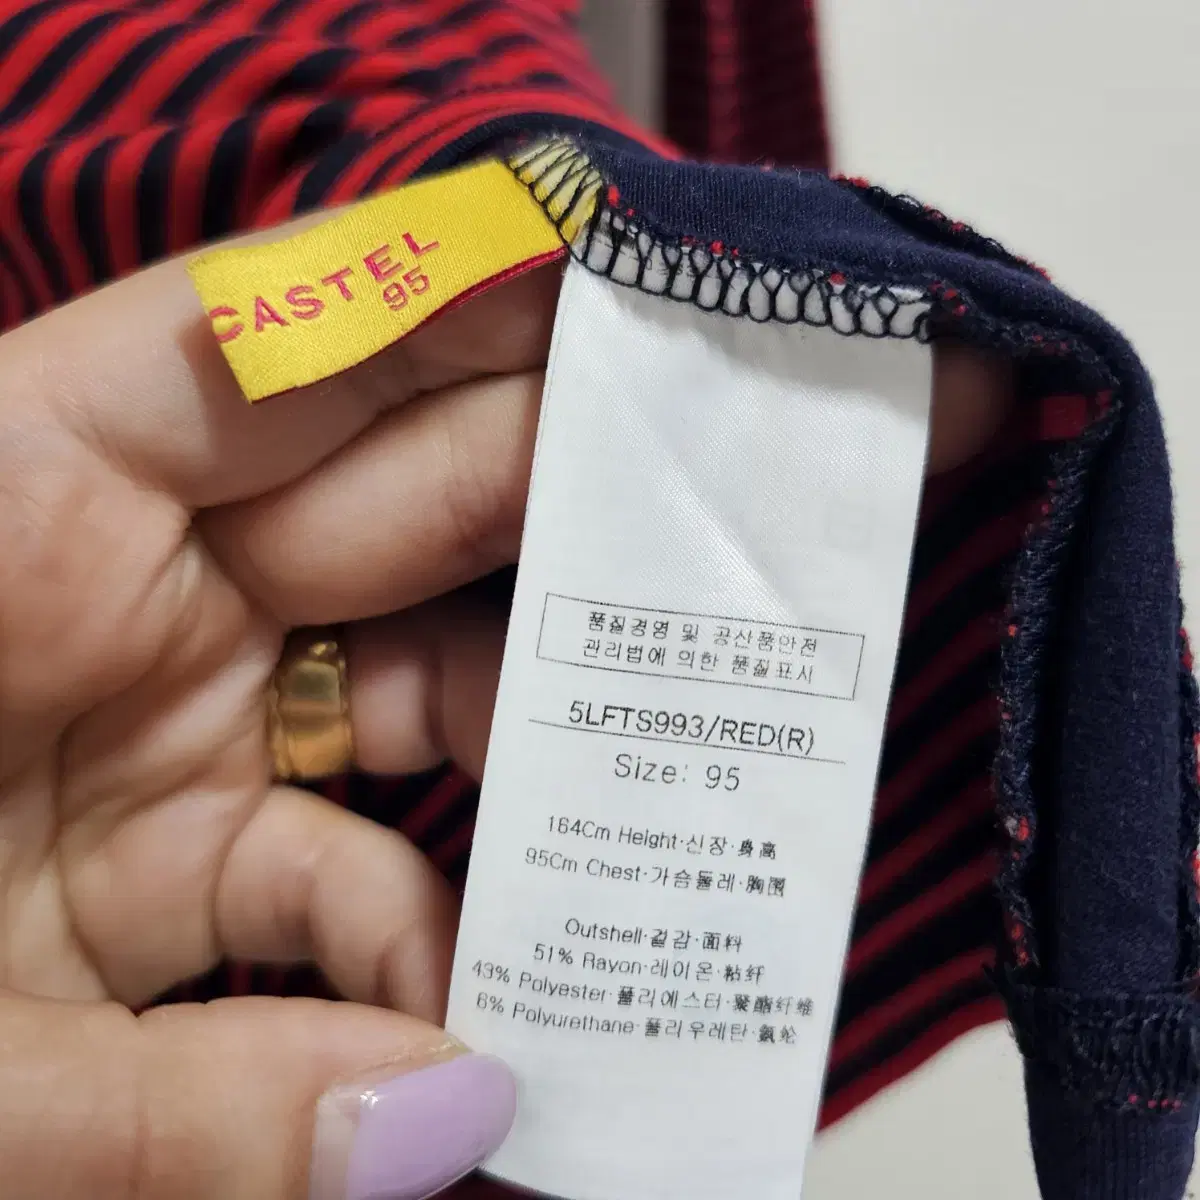 CASTEL
95
품질경영 및 공산품안전
관리법에 의한 품질표시
5LFTS993/RED(R)
Size: 95
164Cm Height·신장·身高
95Cm Chest·가슴둘레·胸围
Outshell·겉감·面料
51% Rayon·레이온·粘纤
43% Polyester·폴리에스터·聚酯纤维
6% Polyurethane·폴리우레탄·氨纶